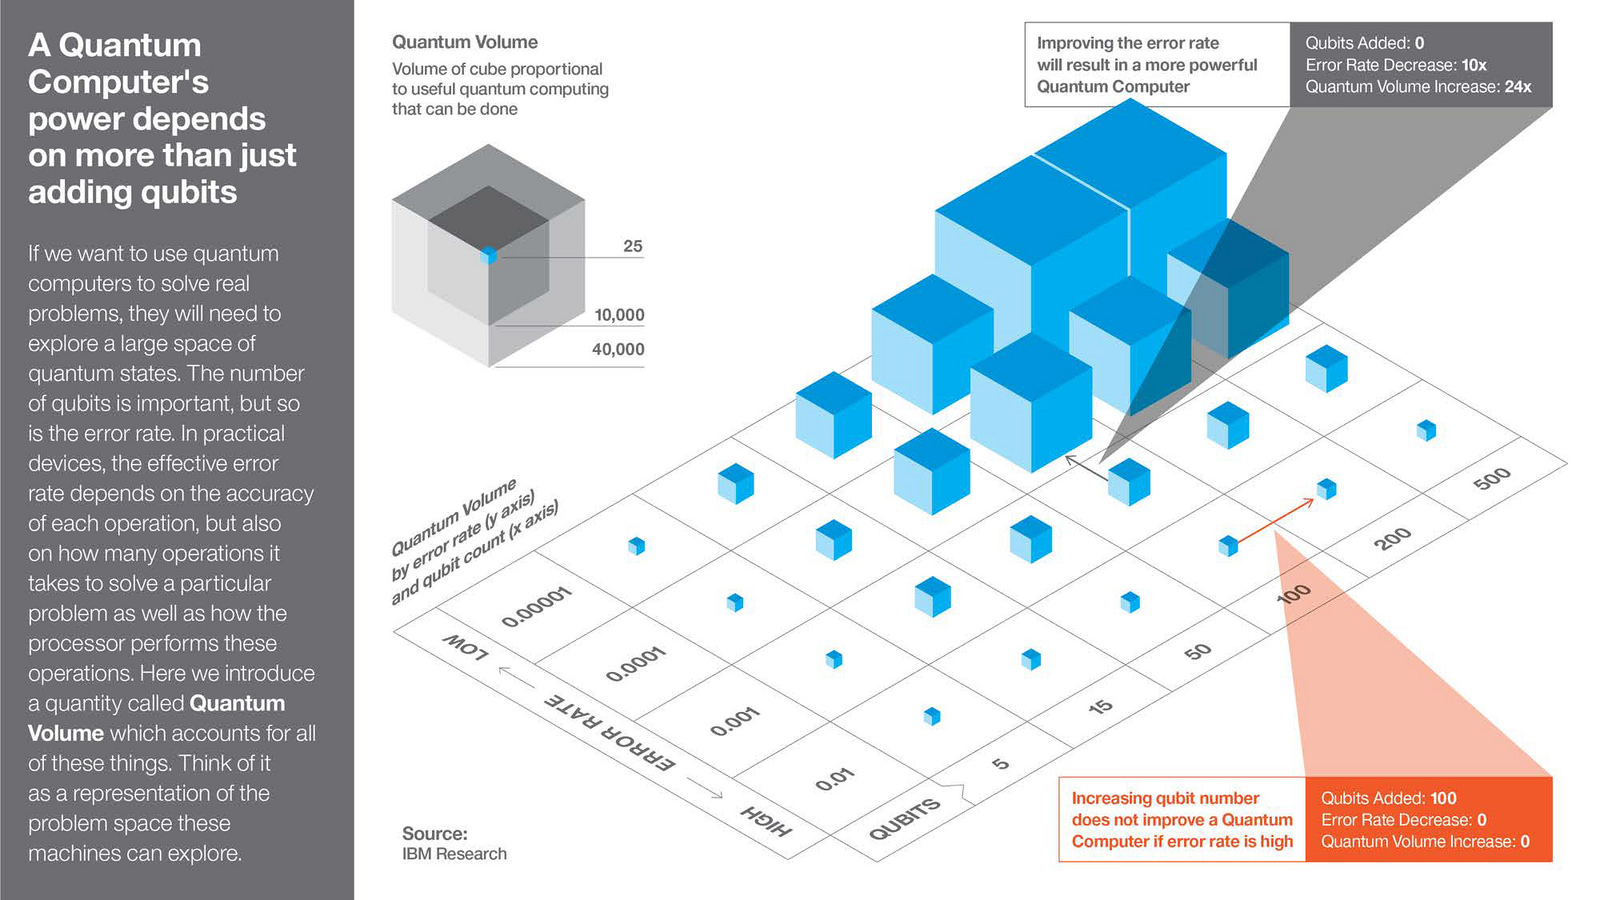 A Quantum
Computer's
power depends
on more than just
adding qubits
If we want to use quantum
computers to solve real
problems, they will need to
explore a large space of
quantum states. The number
of qubits is important, but so
is the error rate. In practical
devices, the effective error
rate depends on the accuracy
of each operation, but also
on how many operations it
takes to solve a particular
problem as well as how the
processor performs these
operations. Here we introduce
a quantity called Quantum
Volume which accounts for all
of these things. Think of it
as a representation of the
problem space these
machines can explore.
Quantum Volume
Volume of cube proportional
to useful quantum computing
that can be done
25
10,000
40,000
Improving the error rate
will result in a more powerful
Quantum Computer
Qubits Added: 0
Error Rate Decrease: 10x
Quantum Volume Increase: 24x
Quantum Volume
by error rate (y axis)
and qubit count (x axis)
0.00001
0.0001
0.001
0.01
LOW
ERROR RATE
HIGH
QUBITS
5
15
50
100
200
500
Increasing qubit number
does not improve a Quantum
Computer if error rate is high
Qubits Added: 100
Error Rate Decrease: 0
Quantum Volume Increase: 0
Source:
IBM Research